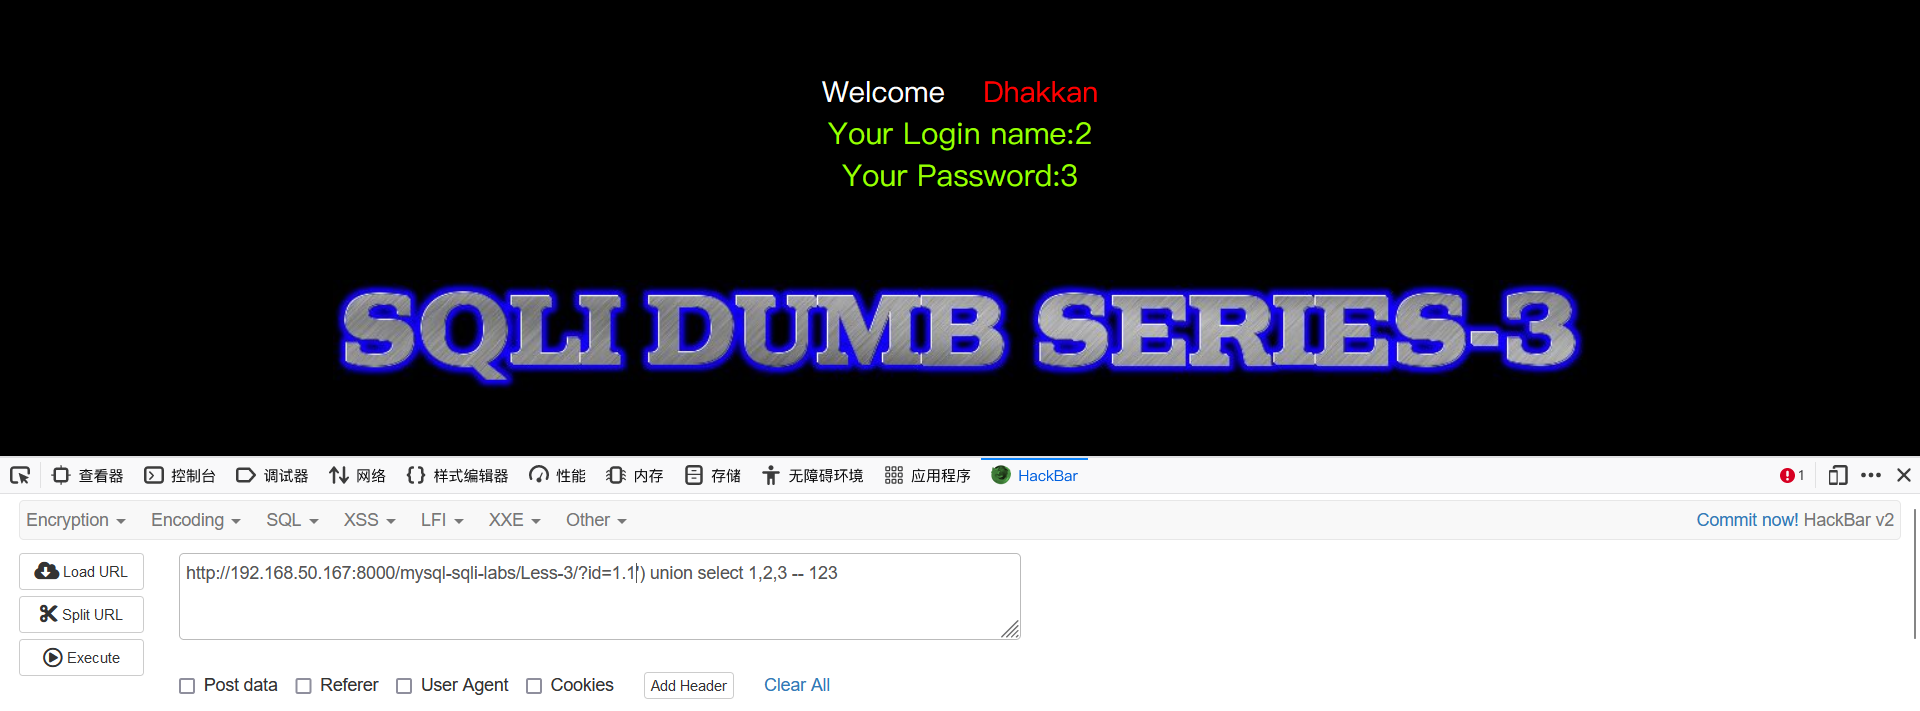 Welcome Dhakkan
Your Login name:2
Your Password:3
SQLI DUMB SERIES-3
查看器 控制台 调试器 网络 样式编辑器 性能 内存 存储 无障碍环境 应用程序 HackBar 1
Encryption Encoding SQL XSS LFI XXE Other Commit now! HackBar v2
Load URL
http://192.168.50.167:8000/mysql-sqli-labs/Less-3/?id=1.1') union select 1,2,3 -- 123
Split URL
Execute
Post data Referer User Agent Cookies Add Header Clear All